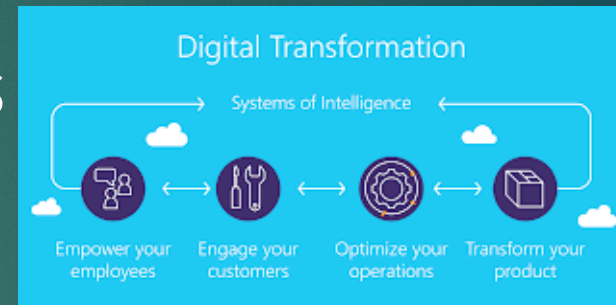 s
Digital Transformation
Systems of Intelligence
Empower your
employees
Engage your
customers
Optimize your
operations
Transform your
product